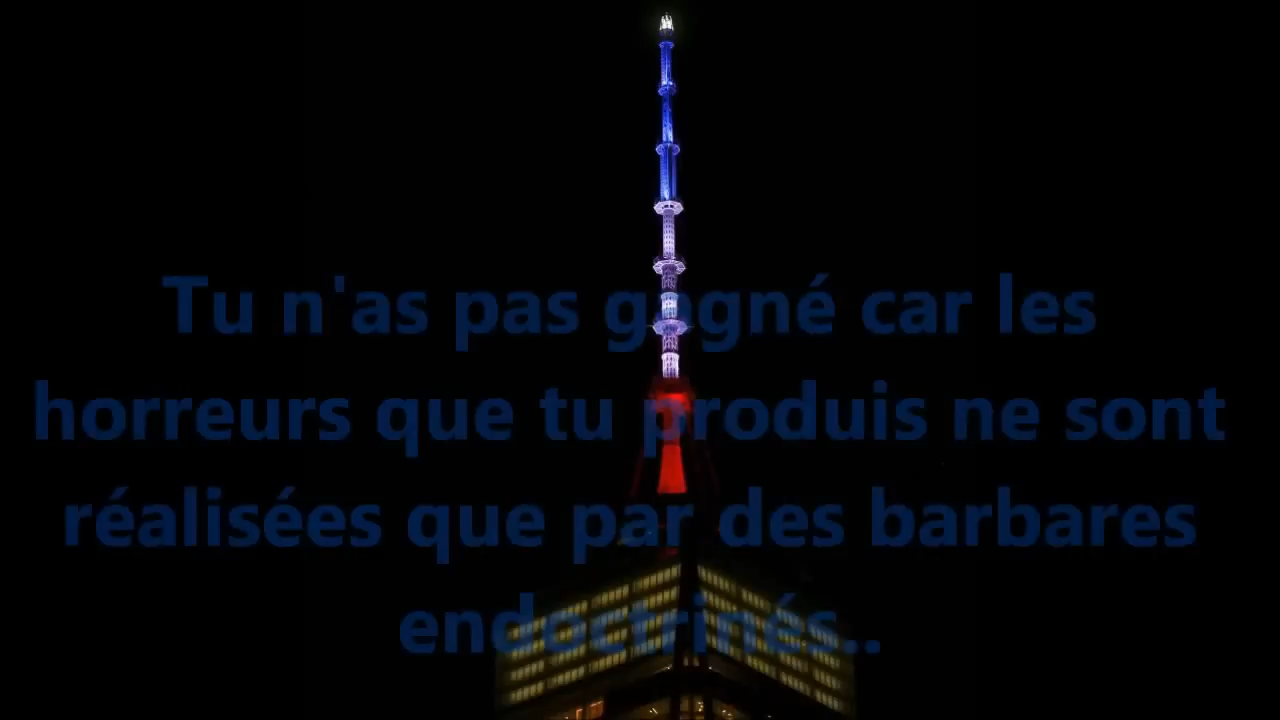 Tu n'as pas gagné car les
horreurs que tu produis ne sont
réalisées que par des barbares
endoctrinés..